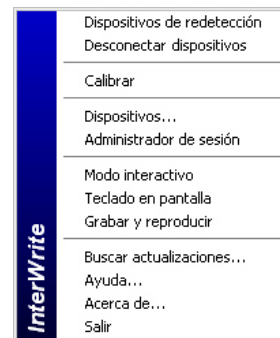 Dispositivos de redetección
Desconectar dispositivos
Calibrar
Dispositivos...
Administrador de sesión
Modo interactivo
Teclado en pantalla
Grabar y reproducir
Buscar actualizaciones...
Ayuda...
Acerca de...
Salir
InterWrite